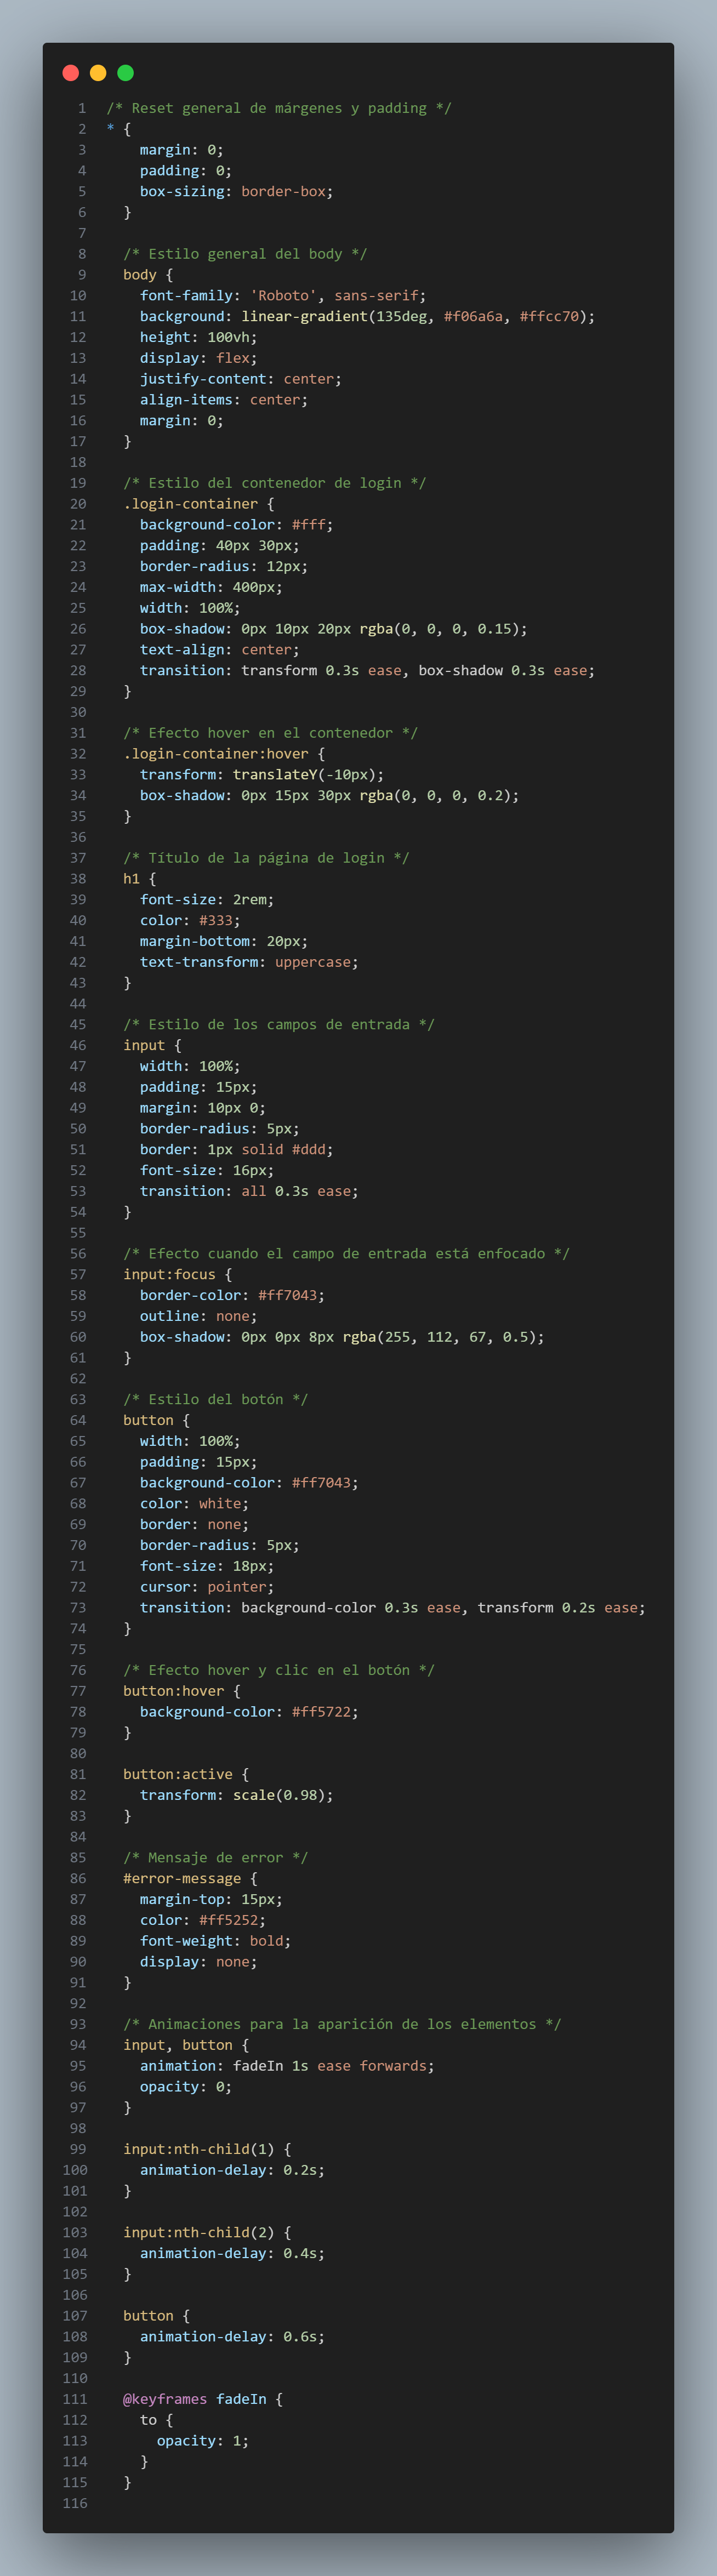 1 /* Reset general de márgenes y padding */
2 * {
3 margin: 0;
4 padding: 0;
5 box-sizing: border-box;
6 }
7
8 /* Estilo general del body */
9 body {
10 font-family: 'Roboto', sans-serif;
11 background: linear-gradient(135deg, #f06a6a, #ffcc70);
12 height: 100vh;
13 display: flex;
14 justify-content: center;
15 align-items: center;
16 margin: 0;
17 }
18
19 /* Estilo del contenedor de login */
20 .login-container {
21 background-color: #fff;
22 padding: 40px 30px;
23 border-radius: 12px;
24 max-width: 400px;
25 width: 100%;
26 box-shadow: 0px 10px 20px rgba(0, 0, 0, 0.15);
27 text-align: center;
28 transition: transform 0.3s ease, box-shadow 0.3s ease;
29 }
30
31 /* Efecto hover en el contenedor */
32 .login-container:hover {
33 transform: translateY(-10px);
34 box-shadow: 0px 15px 30px rgba(0, 0, 0, 0.2);
35 }
36
37 /* Título de la página de login */
38 h1 {
39 font-size: 2rem;
40 color: #333;
41 margin-bottom: 20px;
42 text-transform: uppercase;
43 }
44
45 /* Estilo de los campos de entrada */
46 input {
47 width: 100%;
48 padding: 15px;
49 margin: 10px 0;
50 border-radius: 5px;
51 border: 1px solid #ddd;
52 font-size: 16px;
53 transition: all 0.3s ease;
54 }
55
56 /* Efecto cuando el campo de entrada está enfocado */
57 input:focus {
58 border-color: #ff7043;
59 outline: none;
60 box-shadow: 0px 0px 8px rgba(255, 112, 67, 0.5);
61 }
62
63 /* Estilo del botón */
64 button {
65 width: 100%;
66 padding: 15px;
67 background-color: #ff7043;
68 color: white;
69 border: none;
70 border-radius: 5px;
71 font-size: 18px;
72 cursor: pointer;
73 transition: background-color 0.3s ease, transform 0.2s ease;
74 }
75
76 /* Efecto hover y clic en el botón */
77 button:hover {
78 background-color: #ff5722;
79 }
80
81 button:active {
82 transform: scale(0.98);
83 }
84
85 /* Mensaje de error */
86 #error-message {
87 margin-top: 15px;
88 color: #ff5252;
89 font-weight: bold;
90 display: none;
91 }
92
93 /* Animaciones para la aparición de los elementos */
94 input, button {
95 animation: fadeIn 1s ease forwards;
96 opacity: 0;
97 }
98
99 input:nth-child(1) {
100 animation-delay: 0.2s;
101 }
102
103 input:nth-child(2) {
104 animation-delay: 0.4s;
105 }
106
107 button {
108 animation-delay: 0.6s;
109 }
110
111 @keyframes fadeIn {
112 to {
113 opacity: 1;
114 }
115 }
116